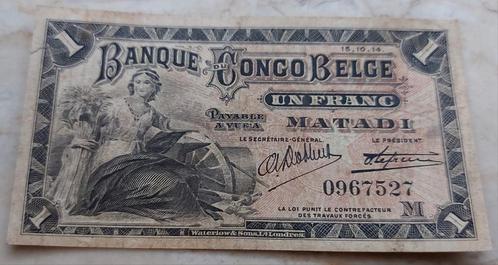 1
1
15.10.14.
BANQUE DU CONGO BELGE
UN FRANC
PAYABLE
A VUE A
MATADI
LE SECRÉTAIRE-GÉNÉRAL.
LE PRÉSIDENT.
0967527
M
LA LOI PUNIT LE CONTREFACTEUR
DES TRAVAUX FORCÉS.
1
1
Waterlow & Sons, Ld Londres.